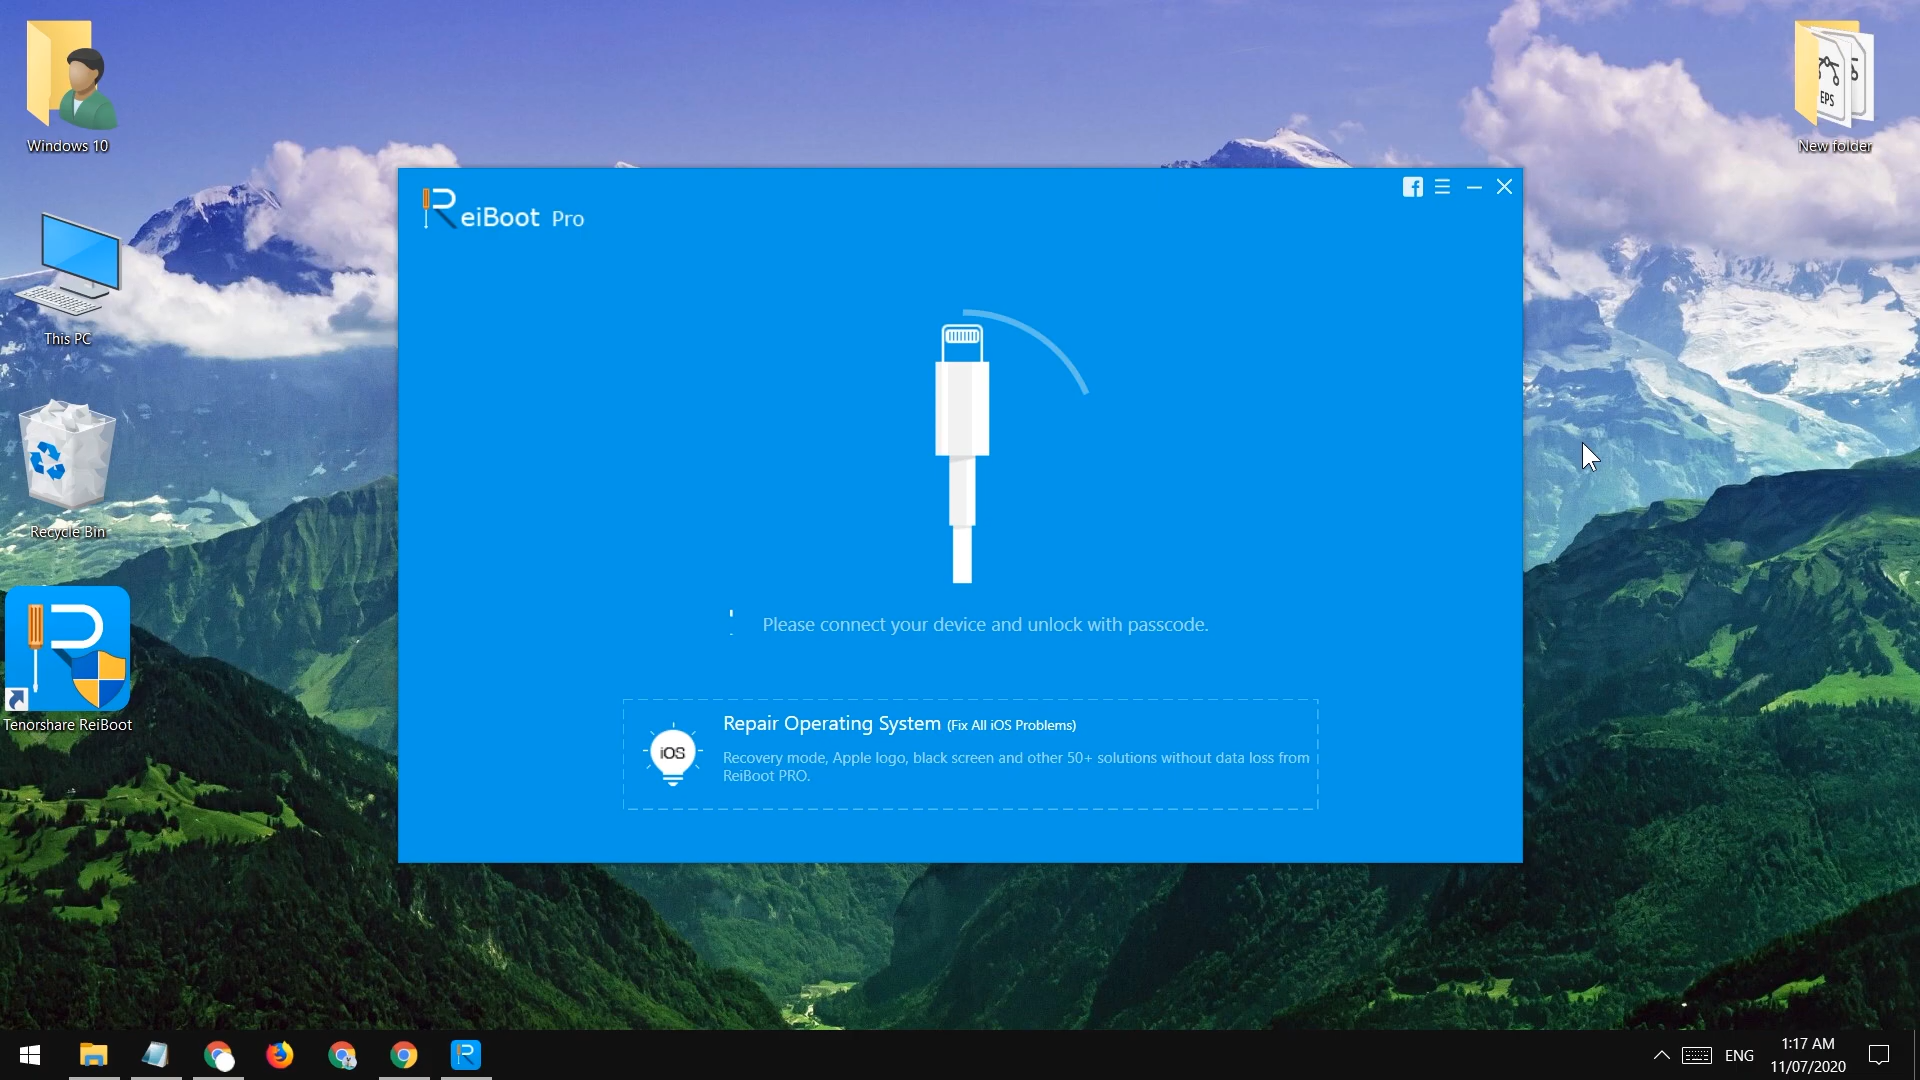 Windows 10
EPS
New folder
ReiBoot Pro
This PC
Recycle Bin
Please connect your device and unlock with passcode.
Tenorshare ReiBoot
iOS
Repair Operating System (Fix All iOS Problems)
Recovery mode, Apple logo, black screen and other 50+ solutions without data loss from
ReiBoot PRO.
ENG
1:17 AM
11/07/2020